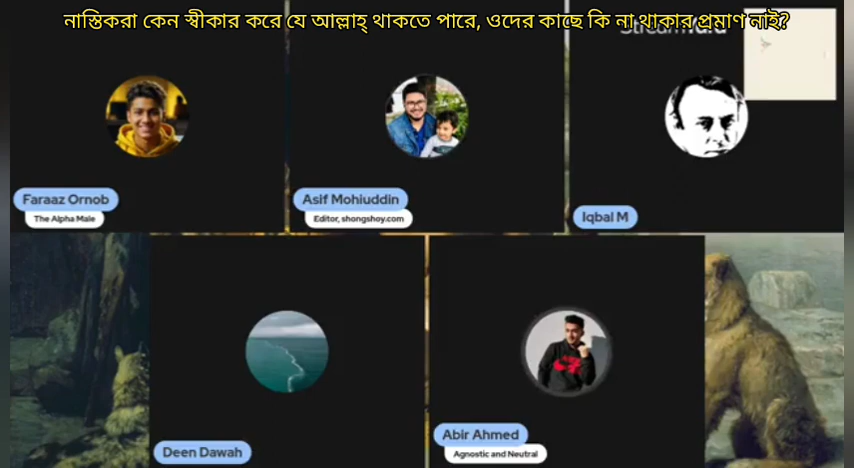 নাস্তিকরা কেন স্বীকার করে যে আল্লাহ্ থাকতে পারে, ওদের কাছে কি না থাকার প্রমাণ নাই?
StreamYard
Faraaz Ornob
The Alpha Male
Asif Mohiuddin
Editor, shongshoy.com
Iqbal M
Deen Dawah
Abir Ahmed
Agnostic and Neutral